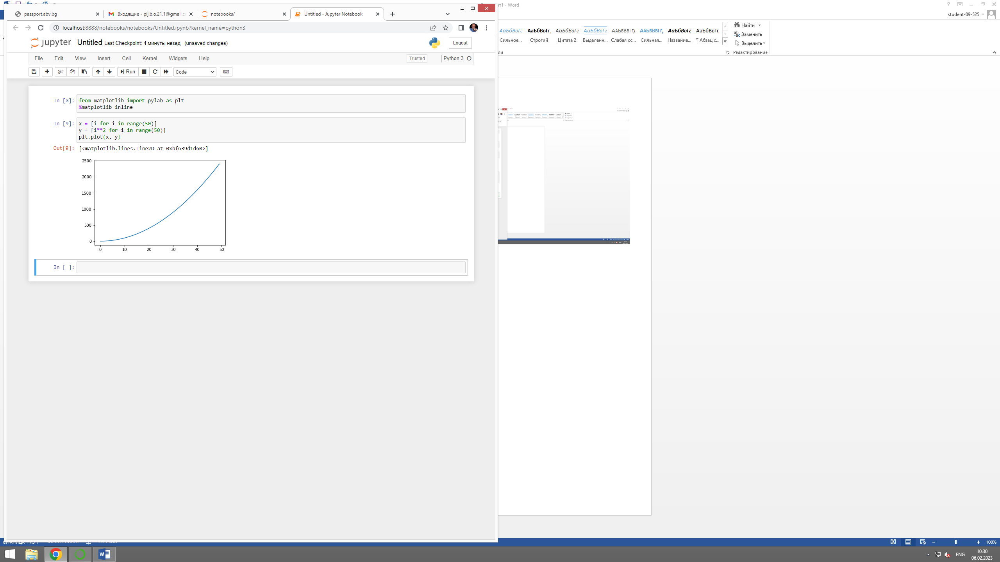 passport.abv.bg
Входящие - pij.b.o.21.1@gmail.c
notebooks/
Untitled - Jupyter Notebook
localhost:8888/notebooks/notebooks/Untitled.ipynb?kernel_name=python3
jupyter Untitled Last Checkpoint: 4 минуты назад (unsaved changes)
Logout
File Edit View Insert Cell Kernel Widgets Help
Trusted
Python 3
Run
Code
In [8]: from matplotlib import pylab as plt
%matplotlib inline
In [9]: x = [i for i in range(50)]
y = [i**2 for i in range(50)]
plt.plot(x, y)
Out[9]: [<matplotlib.lines.Line2D at 0xbf639d1d60>]
2500
2000
1500
1000
500
0
0 10 20 30 40 50
In [ ]:
- Word
student-09-525
АаБбВвГг АаБбВвГг, АаБбВвГг АаБбВвГг ААБбВвГг, ААБбВвГг, АаБбВвГг АаБбВвГг,
Сильное... Строгий Цитата 2 Выделенн... Слабая сс... Сильная... Название... ¶ Абзац с...
Найти
Заменить
Выделить
Редактирование
100%
ENG
10:30
06.02.2023